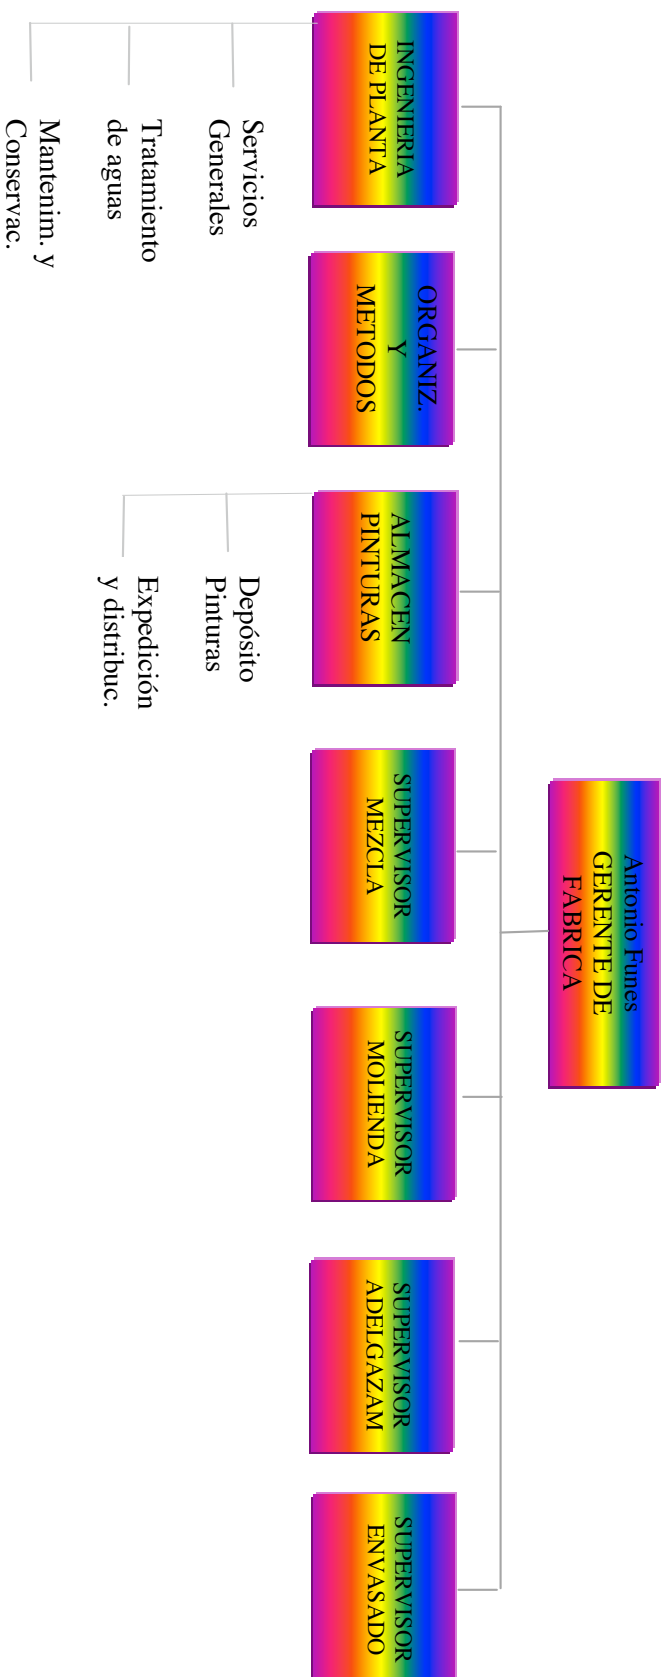 Antonio Funes
GERENTE DE
FABRICA
INGENIERIA
DE PLANTA
ORGANIZ.
Y
METODOS
ALMACEN
PINTURAS
SUPERVISOR
MEZCLA
SUPERVISOR
MOLIENDA
SUPERVISOR
ADELGAZAM
SUPERVISOR
ENVASADO
Servicios
Generales
Tratamiento
de aguas
Mantenim. y
Conservac.
Depósito
Pinturas
Expedición
y distribuc.